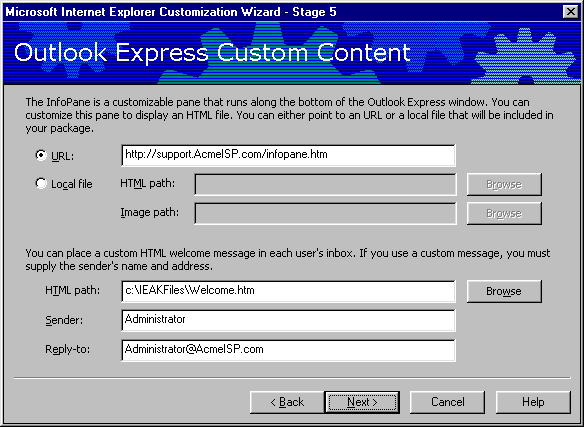 Microsoft Internet Explorer Customization Wizard - Stage 5
Outlook Express Custom Content
The InfoPane is a customizable pane that runs along the bottom of the Outlook Express window. You can
customize this pane to display an HTML file. You can either point to an URL or a local file that will be included in
your package.
URL: http://support.AcmeISP.com/infopane.htm
Local file HTML path: Browse
Image path: Browse
You can place a custom HTML welcome message in each user's inbox. If you use a custom message, you must
supply the sender's name and address.
HTML path: c:\IEAKFiles\Welcome.htm Browse
Sender: Administrator
Reply-to: Administrator@AcmeISP.com
< Back Next > Cancel Help